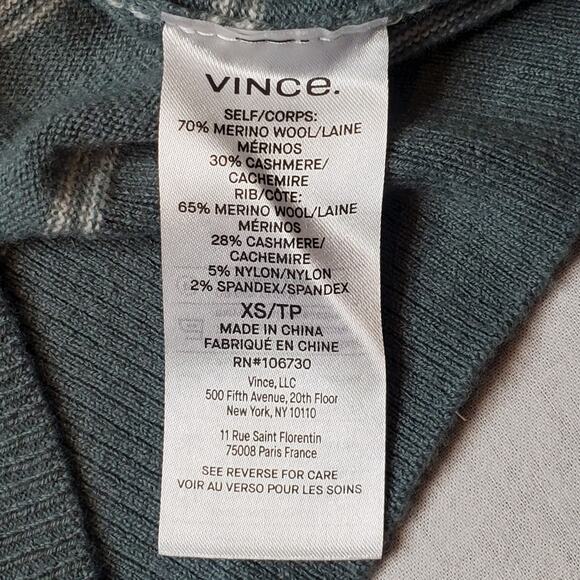 VINCe.
SELF/CORPS:
70% MERINO WOOL/LAINE
MÉRINOS
30% CASHMERE/
CACHEMIRE
RIB/CÔTE:
65% MERINO WOOL/LAINE
MÉRINOS
28% CASHMERE/
CACHEMIRE
5% NYLON/NYLON
2% SPANDEX/SPANDEX
XS/TP
MADE IN CHINA
FABRIQUÉ EN CHINE
RN#106730
Vince, LLC
500 Fifth Avenue, 20th Floor
New York, NY 10110
11 Rue Saint Florentin
75008 Paris France
SEE REVERSE FOR CARE
VOIR AU VERSO POUR LES SOINS